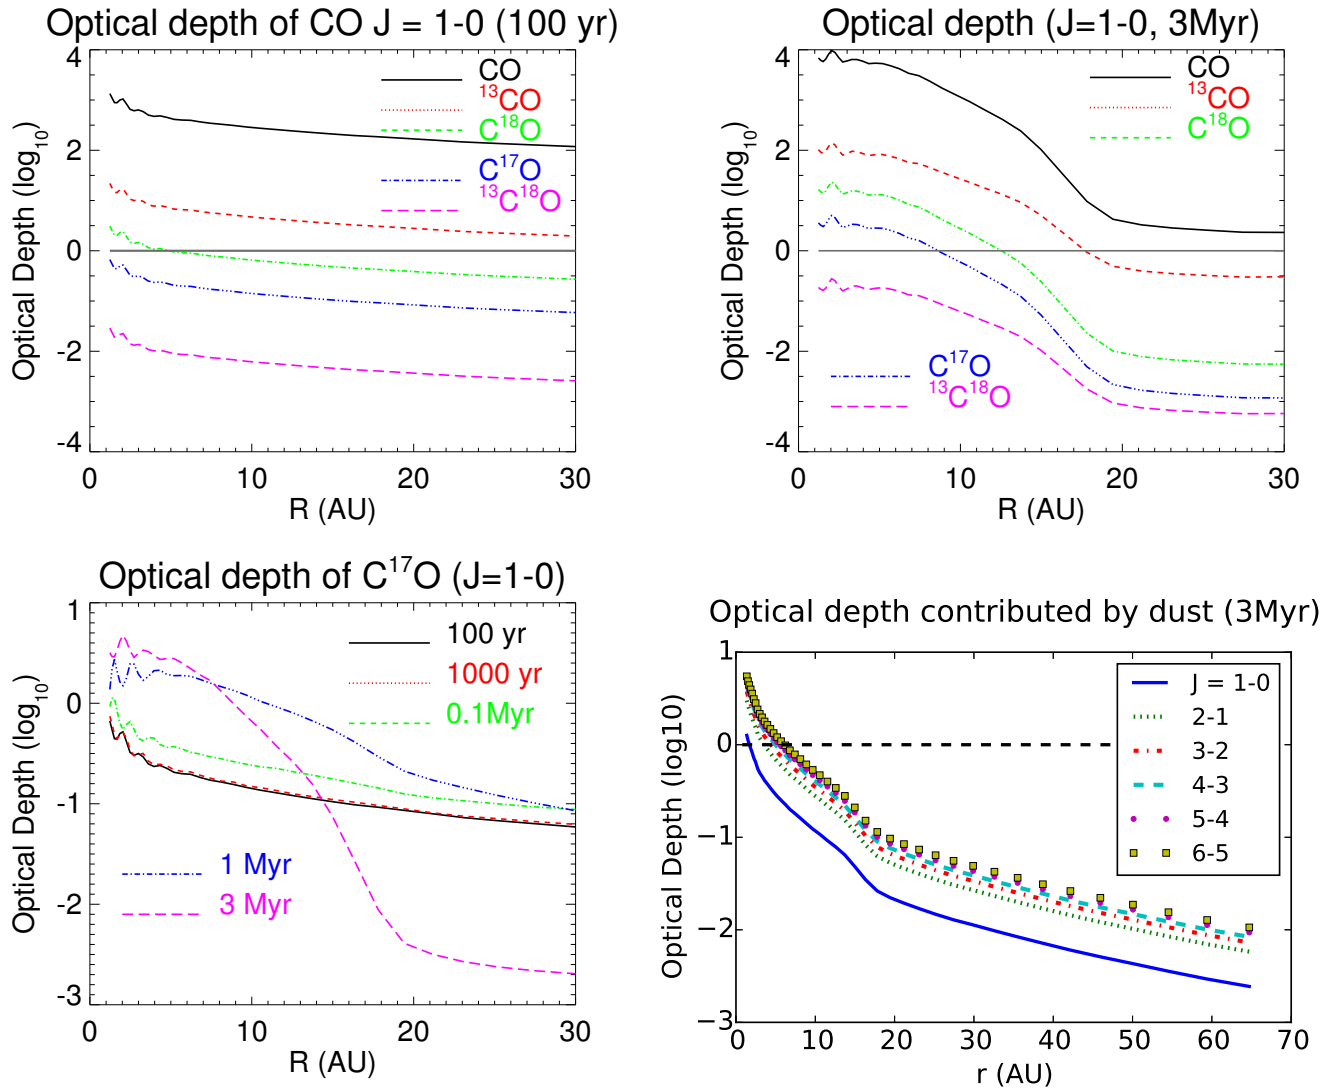 Optical depth of CO J = 1-0 (100 yr)
4
2
0
-2
-4
Optical Depth (log₁₀)
CO
¹³CO
C¹⁸O
C¹⁷O
¹³C¹⁸O
0 10 20 30
R (AU)
Optical depth (J=1-0, 3Myr)
4
2
0
-2
-4
Optical Depth (log₁₀)
CO
¹³CO
C¹⁸O
C¹⁷O
¹³C¹⁸O
0 10 20 30
R (AU)
Optical depth of C¹⁷O (J=1-0)
1
0
-1
-2
-3
Optical Depth (log₁₀)
100 yr
1000 yr
0.1Myr
1 Myr
3 Myr
0 10 20 30
R (AU)
Optical depth contributed by dust (3Myr)
1
0
−1
−2
−3
Optical Depth (log10)
J = 1-0
2-1
3-2
4-3
5-4
6-5
0 10 20 30 40 50 60 70
r (AU)